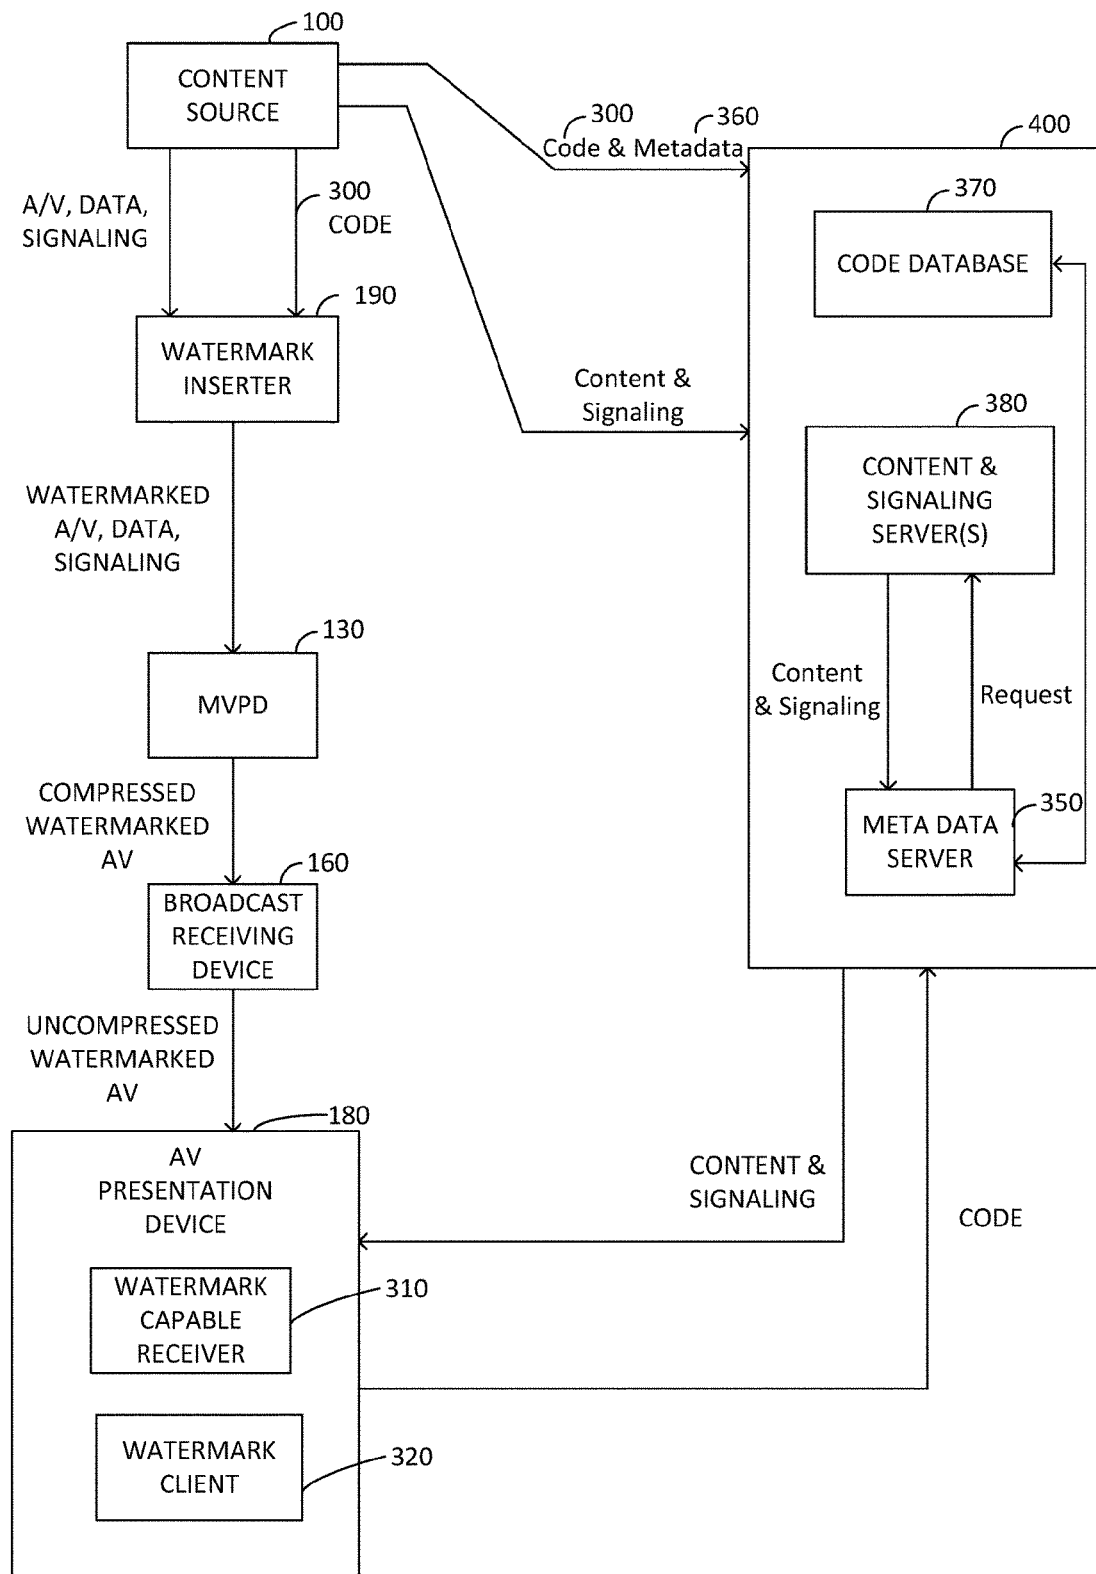 100
CONTENT
SOURCE
300
360
Code & Metadata
400
A/V, DATA,
SIGNALING
300
CODE
370
CODE DATABASE
190
WATERMARK
INSERTER
Content &
Signaling
380
CONTENT &
SIGNALING
SERVER(S)
WATERMARKED
A/V, DATA,
SIGNALING
130
MVPD
Content
& Signaling
Request
COMPRESSED
WATERMARKED
AV
350
META DATA
SERVER
160
BROADCAST
RECEIVING
DEVICE
UNCOMPRESSED
WATERMARKED
AV
180
AV
PRESENTATION
DEVICE
CONTENT &
SIGNALING
CODE
WATERMARK
CAPABLE
RECEIVER
310
WATERMARK
CLIENT
320